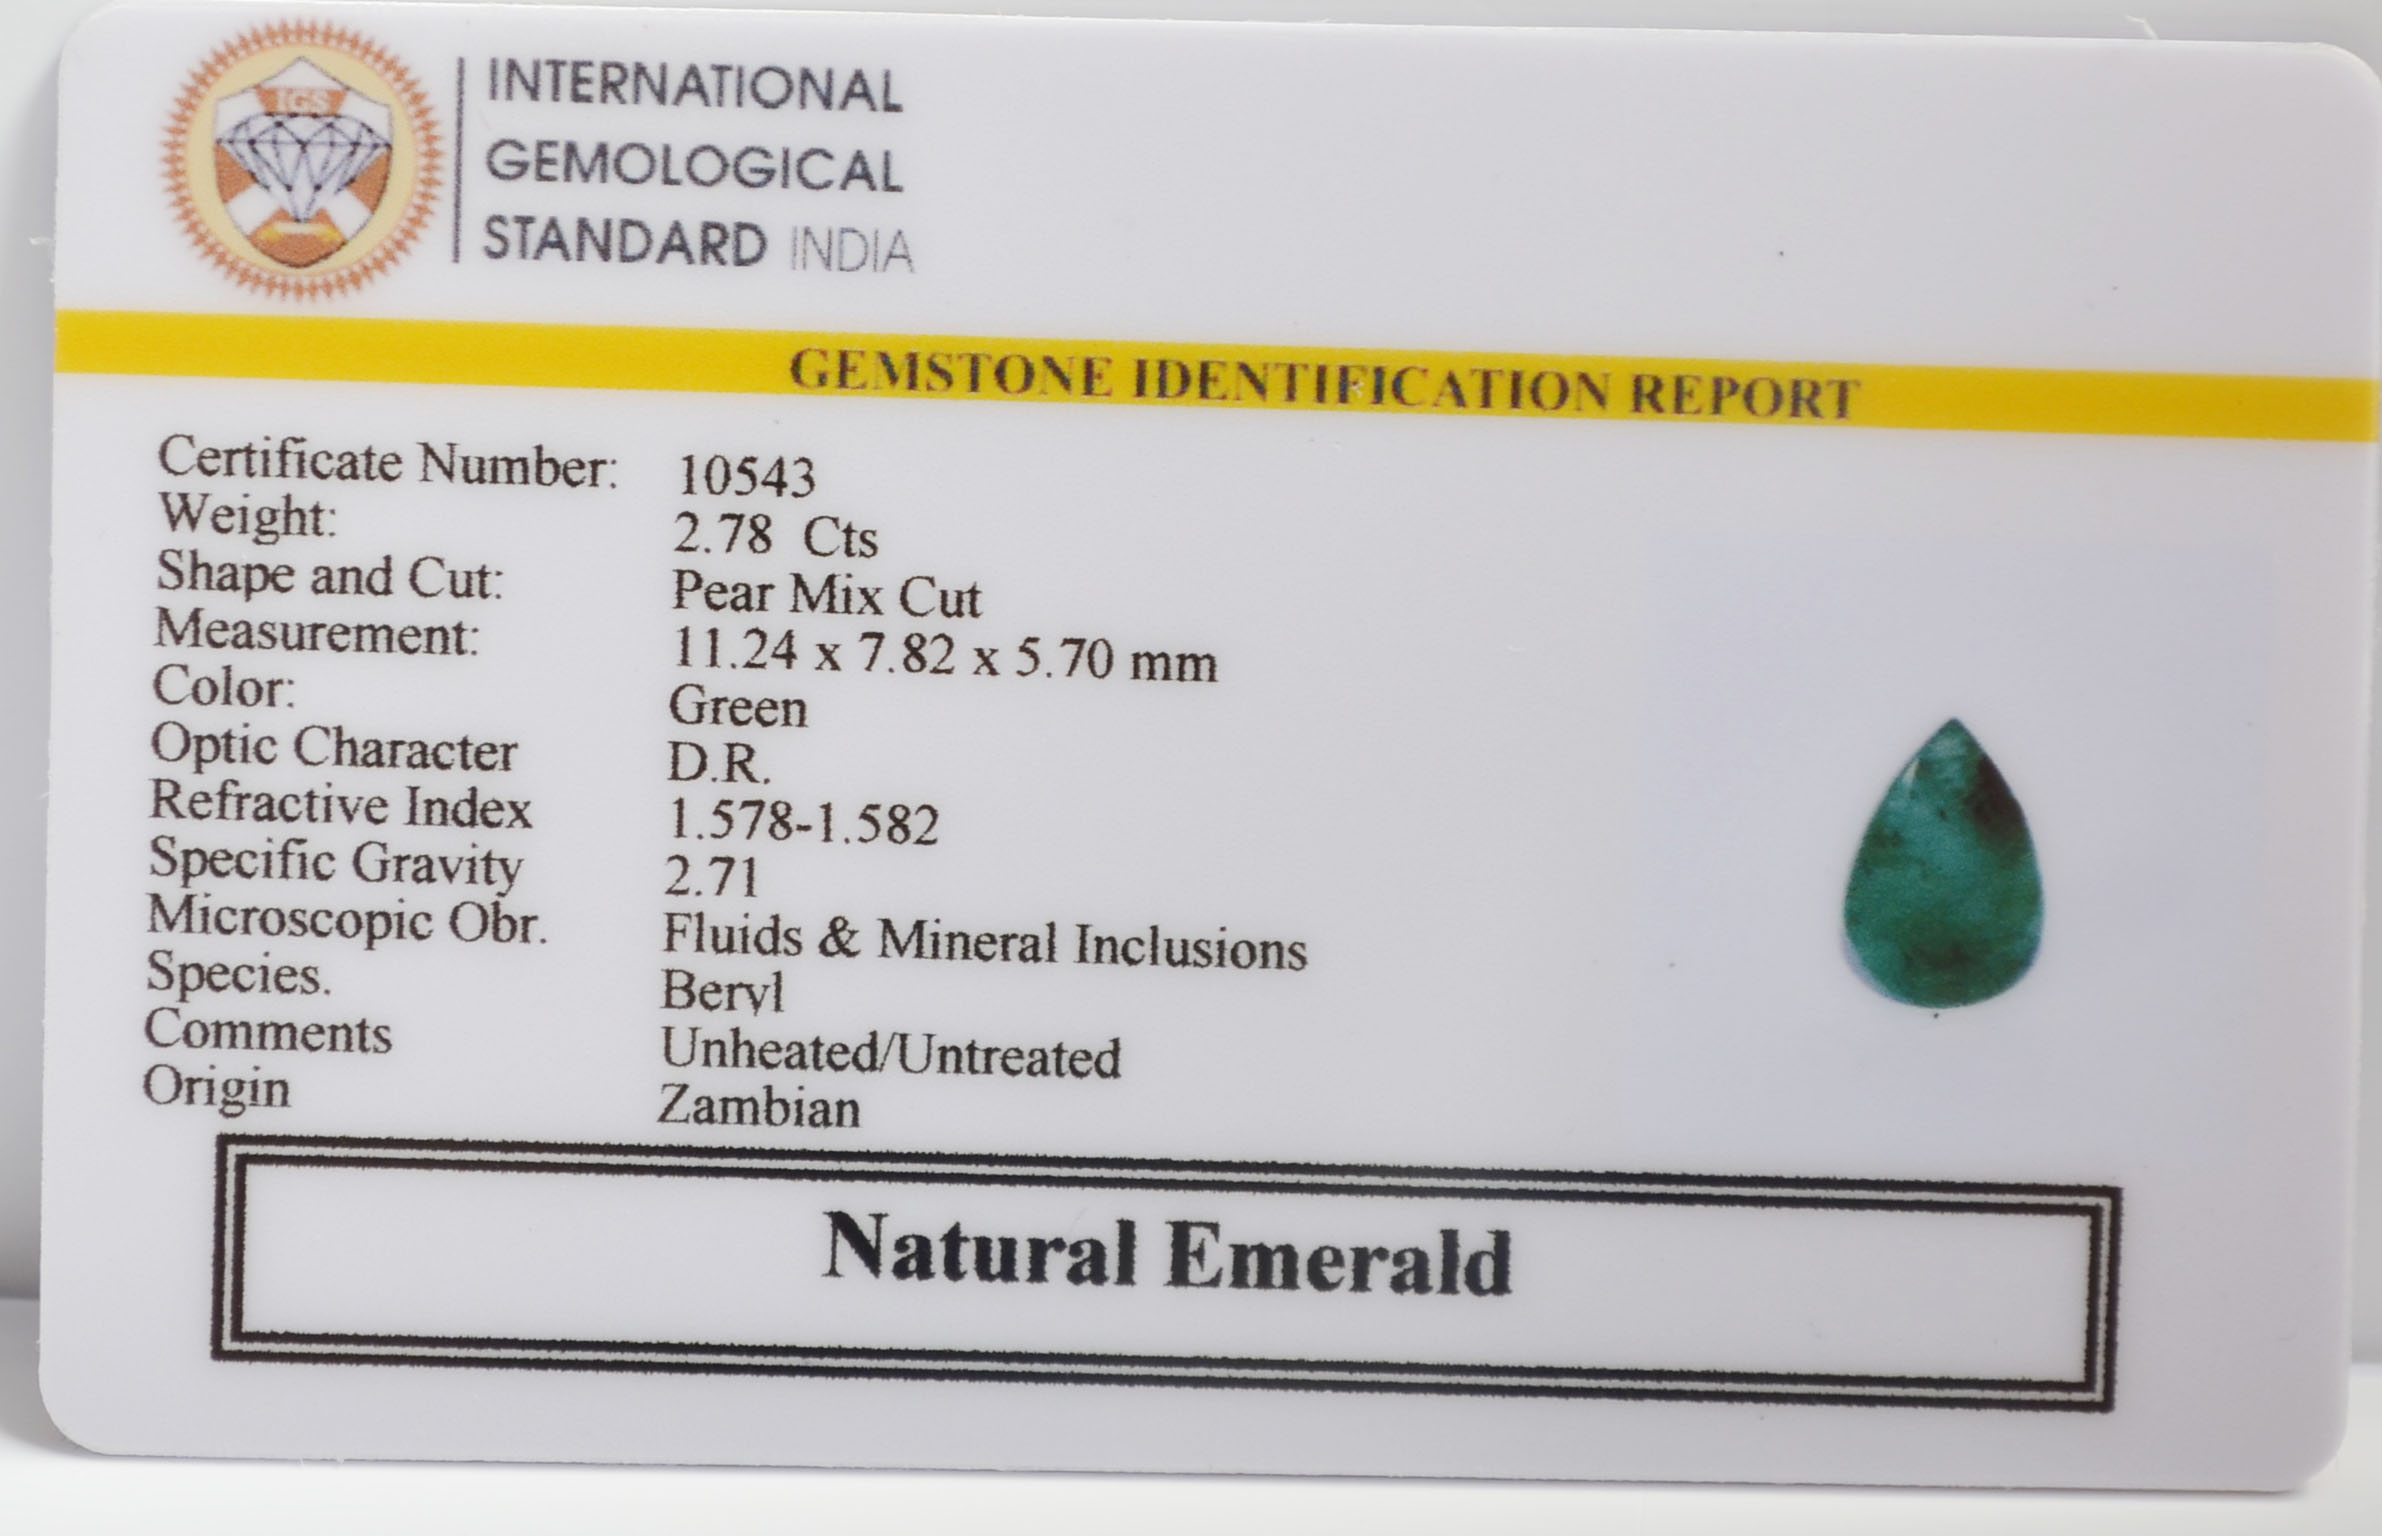 IGS
INTERNATIONAL
GEMOLOGICAL
STANDARD INDIA
GEMSTONE IDENTIFICATION REPORT
Certificate Number: 10543
Weight: 2.78 Cts
Shape and Cut: Pear Mix Cut
Measurement: 11.24 x 7.82 x 5.70 mm
Color: Green
Optic Character D.R.
Refractive Index 1.578-1.582
Specific Gravity 2.71
Microscopic Obr. Fluids & Mineral Inclusions
Species. Beryl
Comments Unheated/Untreated
Origin Zambian
Natural Emerald